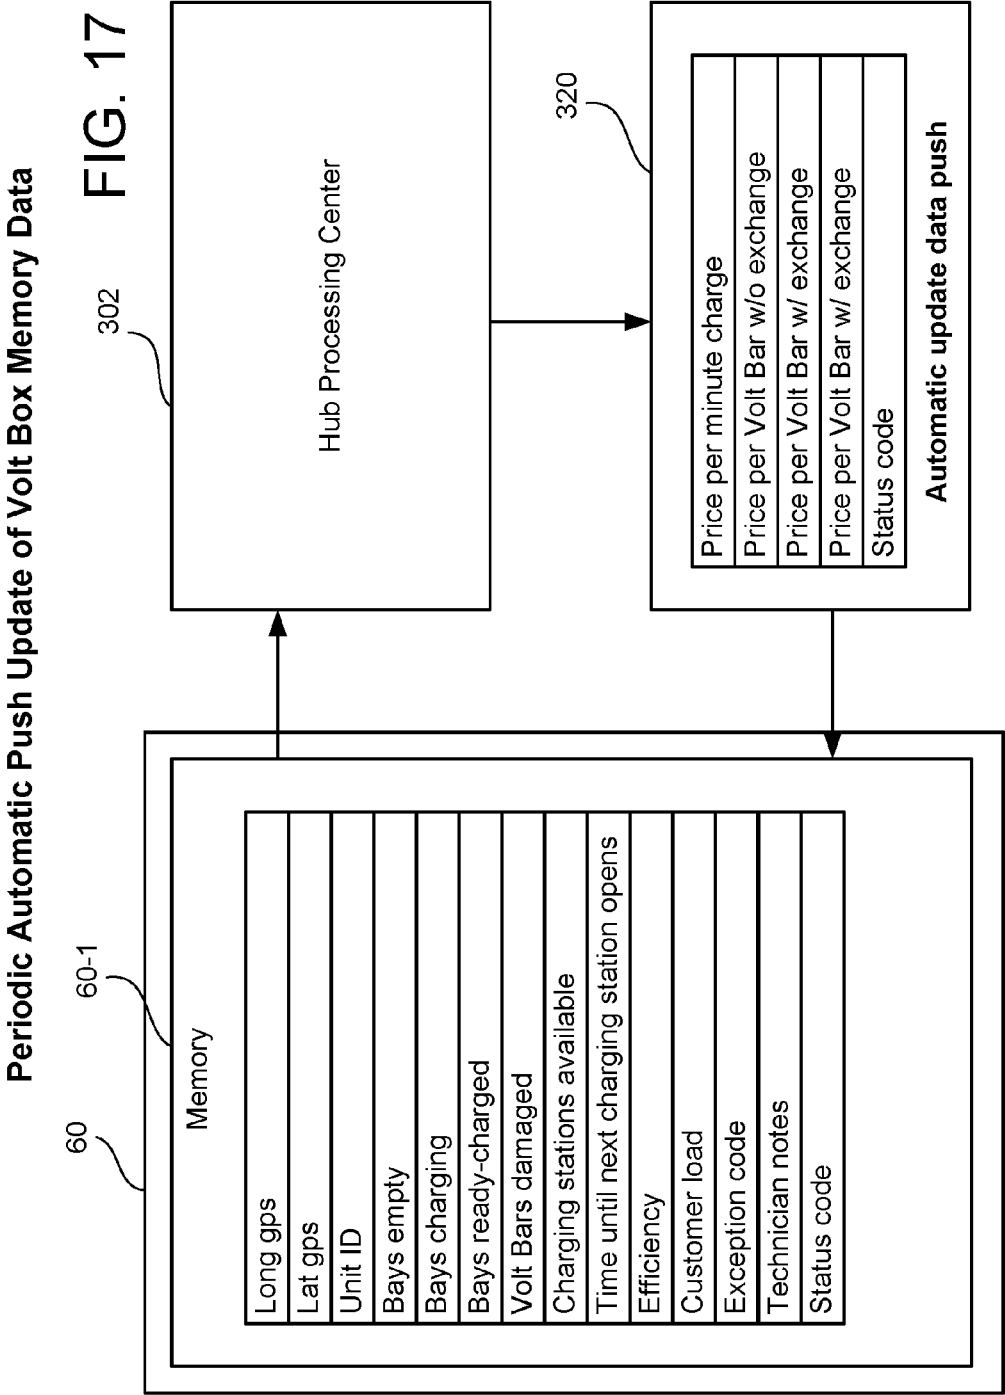 Periodic Automatic Push Update of Volt Box Memory Data
FIG. 17
60
60-1
Memory
Long gps
Lat gps
Unit ID
Bays empty
Bays charging
Bays ready-charged
Volt Bars damaged
Charging stations available
Time until next charging station opens
Efficiency
Customer load
Exception code
Technician notes
Status code
302
Hub Processing Center
320
Price per minute charge
Price per Volt Bar w/o exchange
Price per Volt Bar w/ exchange
Price per Volt Bar w/ exchange
Status code
Automatic update data push